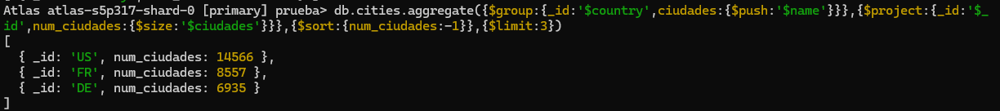 Atlas atlas-s5p317-shard-0 [primary] prueba> db.cities.aggregate({$group:{_id:'$country',ciudades:{$push:'$name'}}},{$project:{_id:'$_
id',num_ciudades:{$size:'$ciudades'}}},{$sort:{num_ciudades:-1}},{$limit:3})
[
  { _id: 'US', num_ciudades: 14566 },
  { _id: 'FR', num_ciudades: 8557 },
  { _id: 'DE', num_ciudades: 6935 }
]